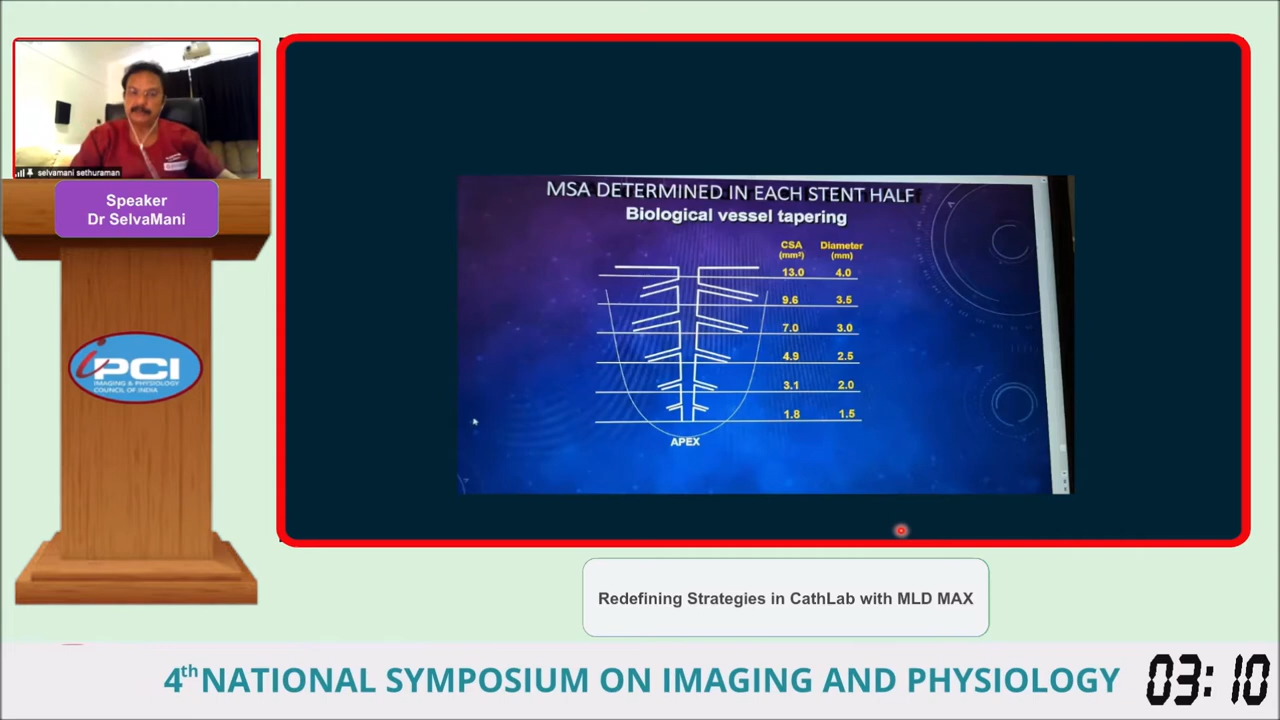 selvamani sethuraman
Speaker
Dr SelvaMani
iPCI
IMAGING & PHYSIOLOGY
COUNCIL OF INDIA
MSA DETERMINED IN EACH STENT HALF
Biological vessel tapering
CSA Diameter
(mm²) (mm)
13.0 4.0
9.6 3.5
7.0 3.0
4.9 2.5
3.1 2.0
1.8 1.5
APEX
Redefining Strategies in CathLab with MLD MAX
4th NATIONAL SYMPOSIUM ON IMAGING AND PHYSIOLOGY
03:10